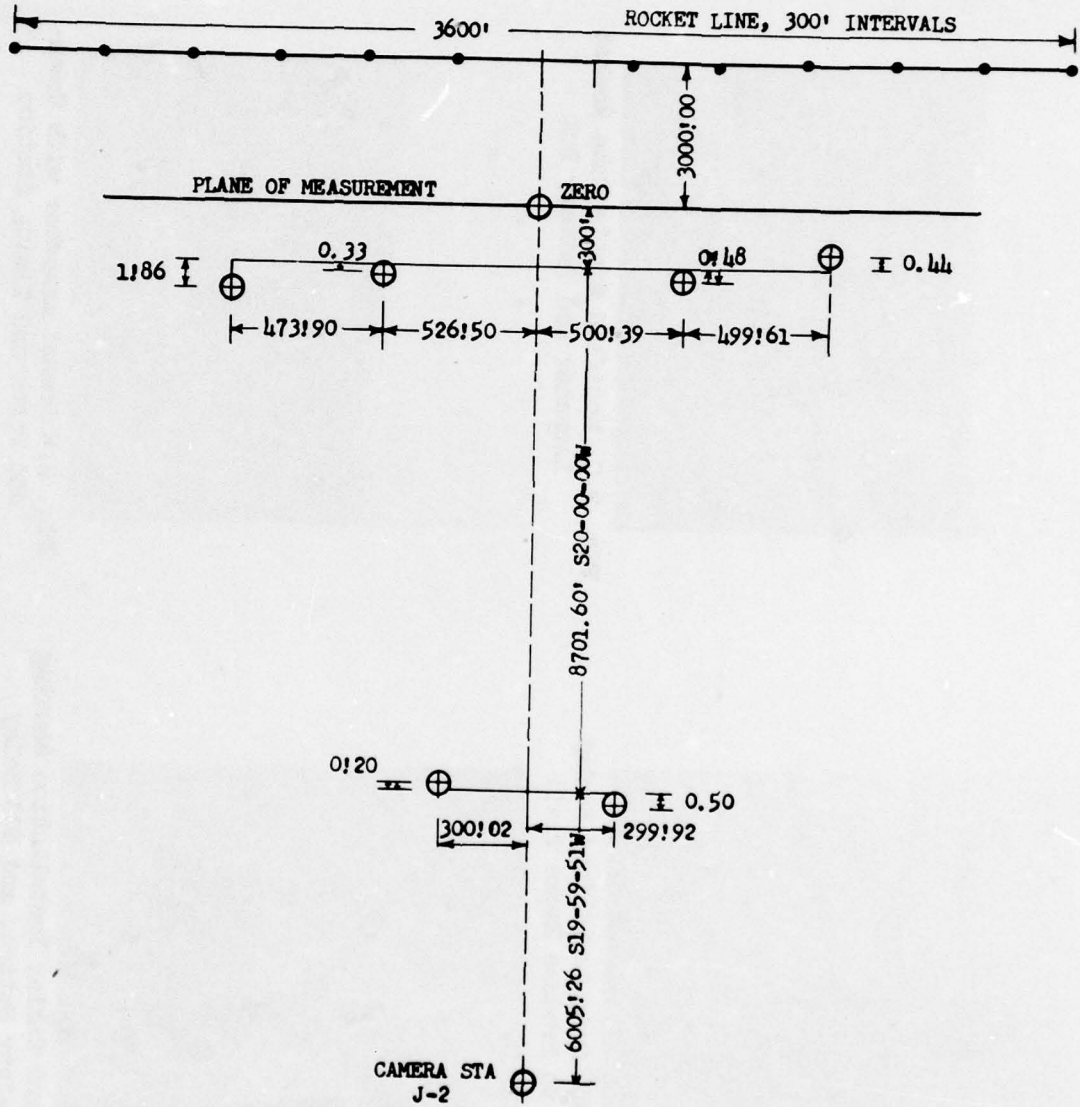 ROCKET LINE, 300' INTERVALS
3600'
3000!00
PLANE OF MEASUREMENT
ZERO
300'
0.33
1!86
0!48
0.44
473!90
526!50
500!39
499!61
8701.60' S20-00-00W
0!20
0.50
300!02
299!92
6005!26 S19-59-51W
CAMERA STA
J-2